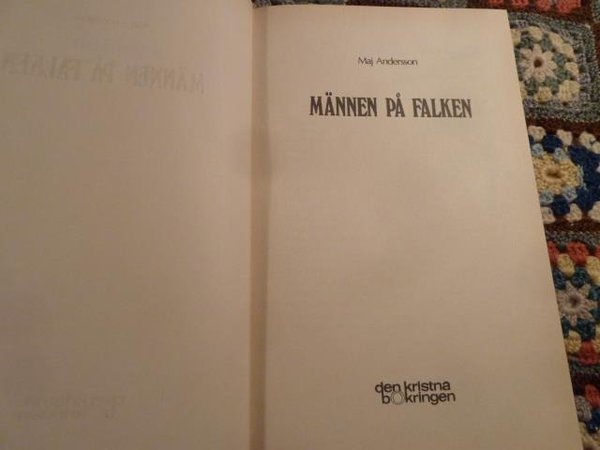 Maj Andersson
MÄNNEN PÅ FALKEN
den kristna
bokringen